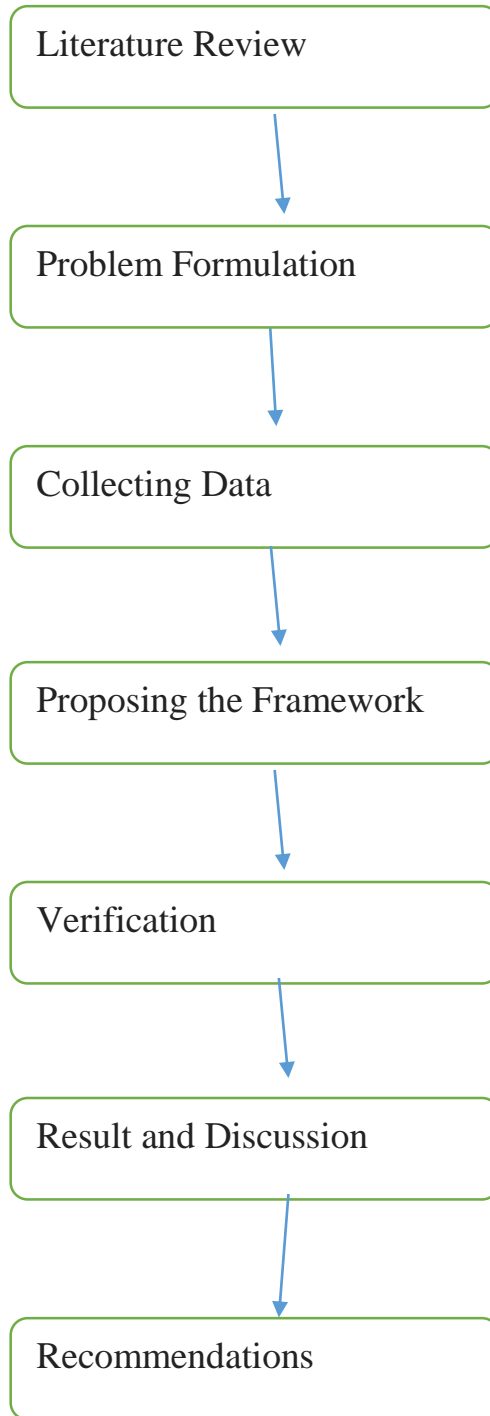 Literature Review
Problem Formulation
Collecting Data
Proposing the Framework
Verification
Result and Discussion
Recommendations